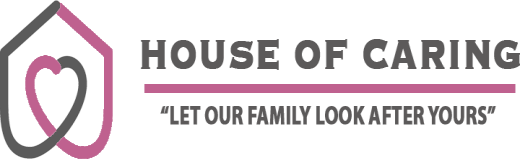 HOUSE OF CARING
“LET OUR FAMILY LOOK AFTER YOURS”